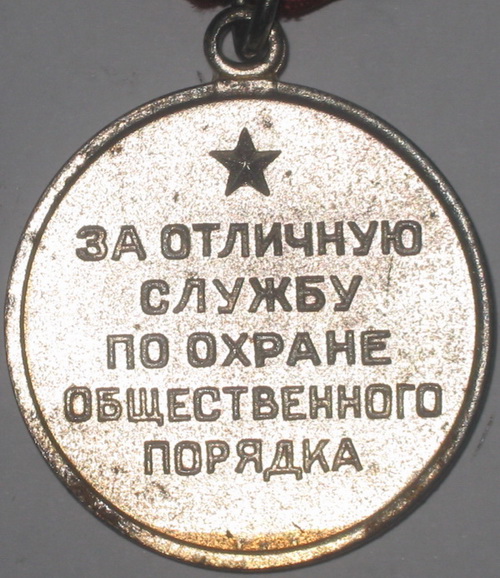 ЗА ОТЛИЧНУЮ
СЛУЖБУ
ПО ОХРАНЕ
ОБЩЕСТВЕННОГО
ПОРЯДКА